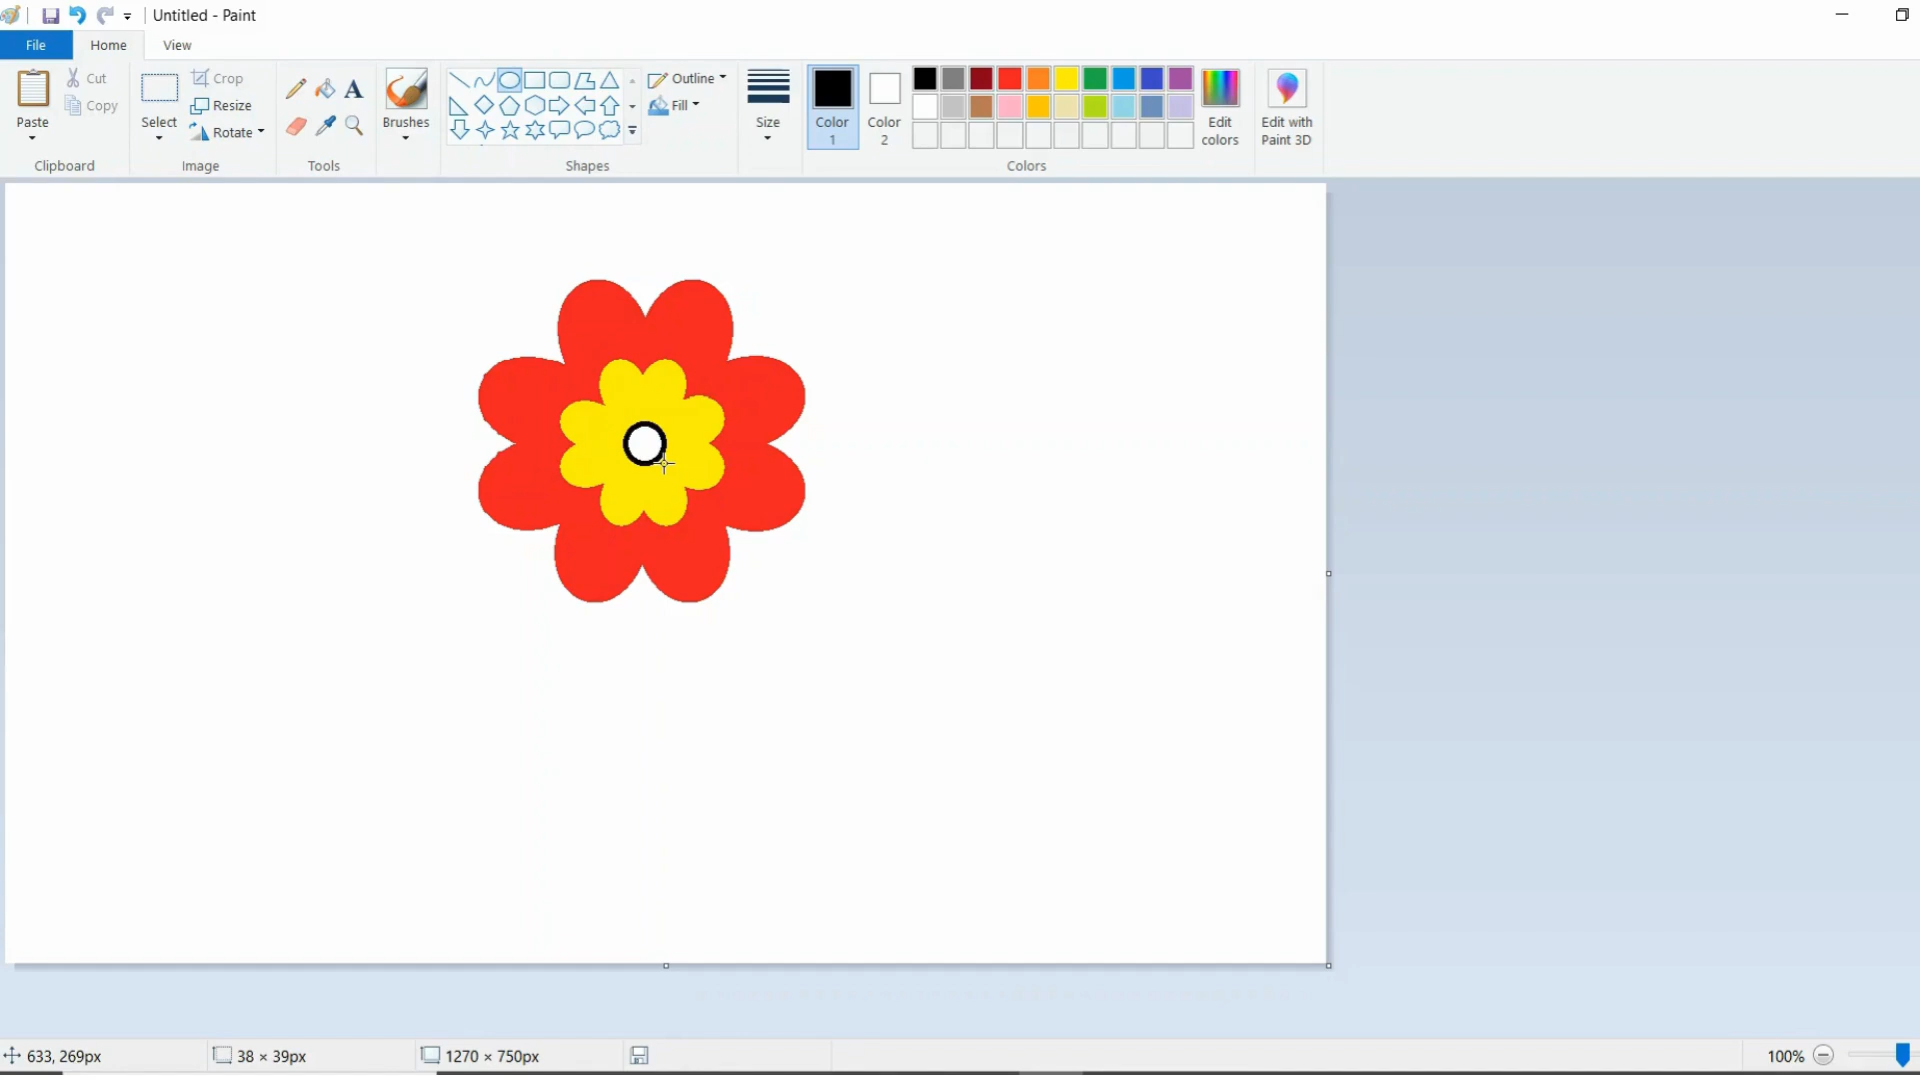 Untitled - Paint
File Home View
Paste
Cut
Copy
Clipboard
Select
Crop
Resize
Rotate
Image
A
Tools
Brushes
Shapes
Outline
Fill
Size
Color
1
Color
2
Colors
Edit
colors
Edit with
Paint 3D
633, 269px
38 × 39px
1270 × 750px
100%